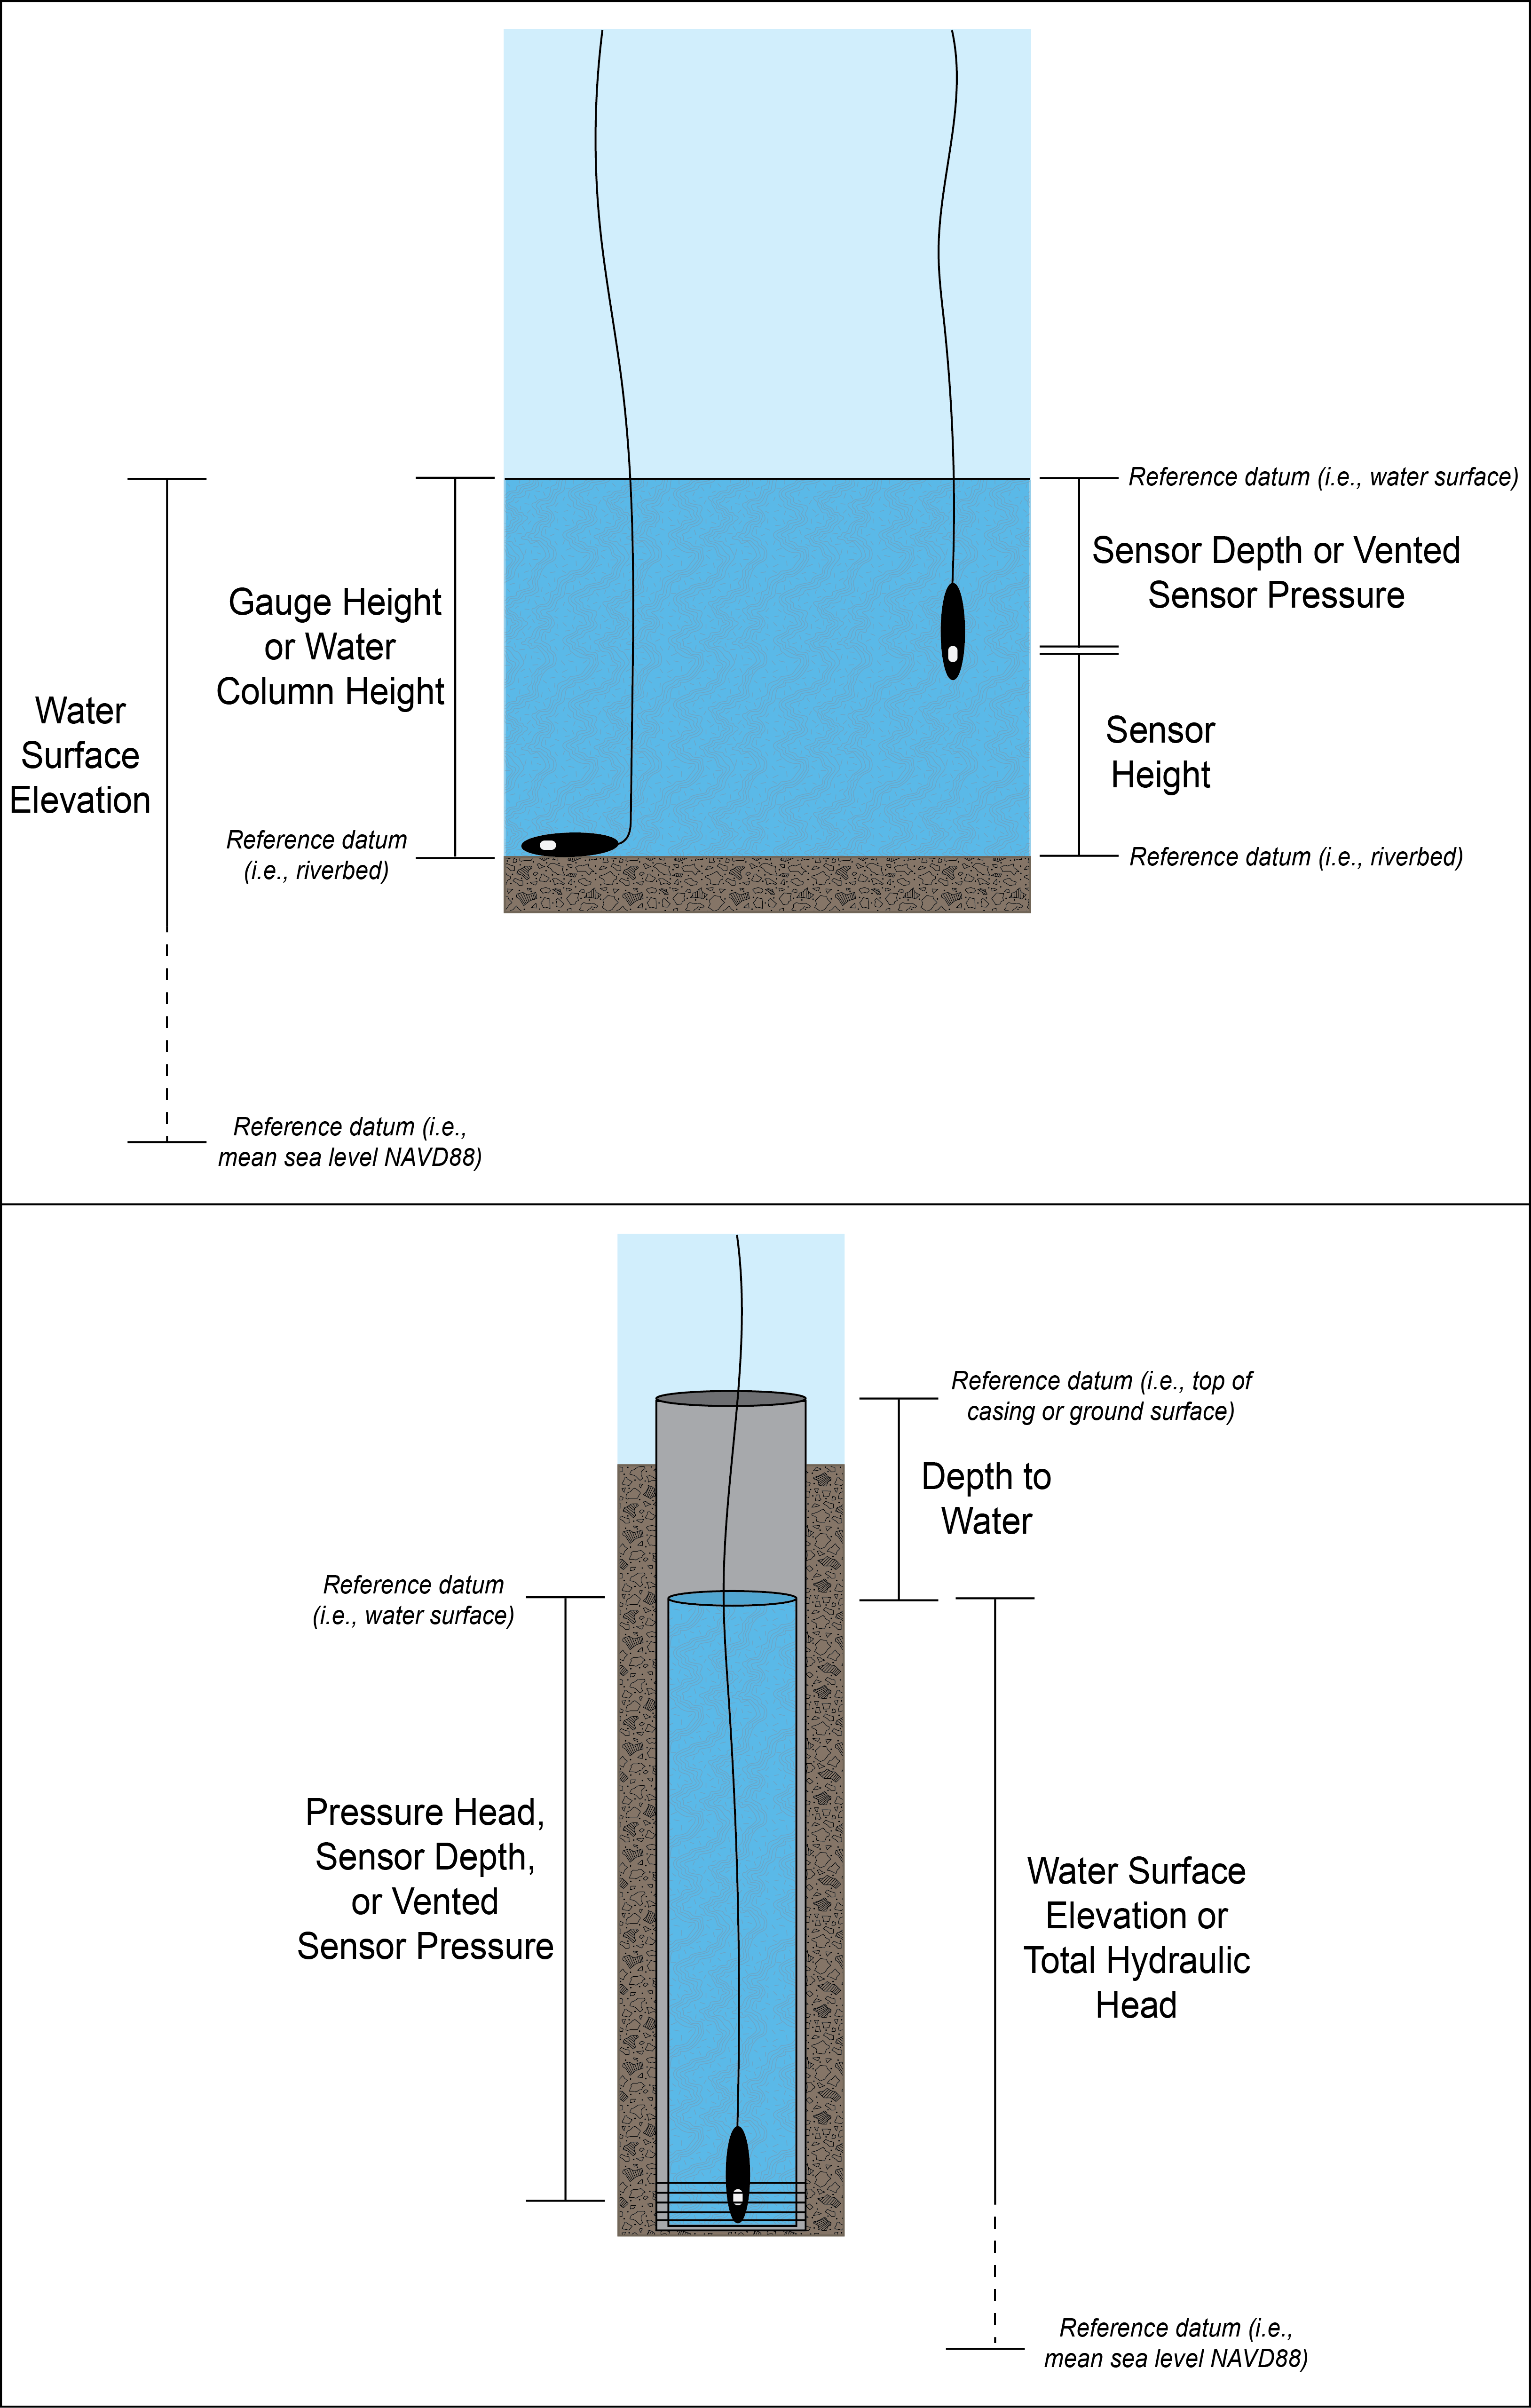 Reference datum (i.e., water surface)
Sensor Depth or Vented
Sensor Pressure
Gauge Height
or Water
Column Height
Water
Surface
Elevation
Sensor
Height
Reference datum
(i.e., riverbed)
Reference datum (i.e., riverbed)
Reference datum (i.e.,
mean sea level NAVD88)
Reference datum (i.e., top of
casing or ground surface)
Depth to
Water
Reference datum
(i.e., water surface)
Pressure Head,
Sensor Depth,
or Vented
Sensor Pressure
Water Surface
Elevation or
Total Hydraulic
Head
Reference datum (i.e.,
mean sea level NAVD88)